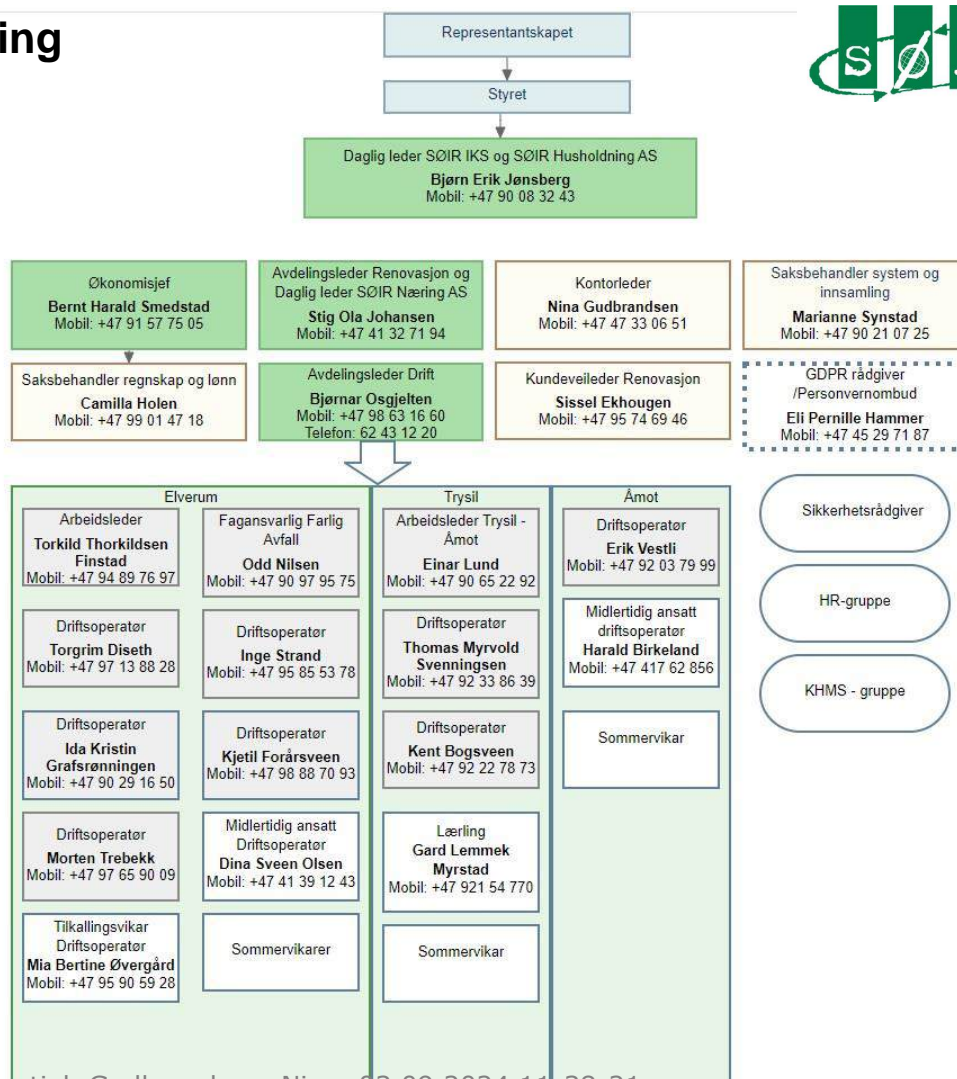 ing
SØI
Representantskapet
Styret
Daglig leder SØIR IKS og SØIR Husholdning AS
Bjørn Erik Jønsberg
Mobil: +47 90 08 32 43
Økonomisjef
Bernt Harald Smedstad
Mobil: +47 91 57 75 05
Avdelingsleder Renovasjon og
Daglig leder SØIR Næring AS
Stig Ola Johansen
Mobil: +47 41 32 71 94
Kontorleder
Nina Gudbrandsen
Mobil: +47 47 33 06 51
Saksbehandler system og
innsamling
Marianne Synstad
Mobil: +47 90 21 07 25
Saksbehandler regnskap og lønn
Camilla Holen
Mobil: +47 99 01 47 18
Avdelingsleder Drift
Bjørnar Osgjelten
Mobil: +47 98 63 16 60
Telefon: 62 43 12 20
Kundeveileder Renovasjon
Sissel Ekhougen
Mobil: +47 95 74 69 46
GDPR rådgiver
/Personvernombud
Eli Pernille Hammer
Mobil: +47 45 29 71 87
Elverum
Arbeidsleder
Torkild Thorkildsen
Finstad
Mobil: +47 94 89 76 97
Fagansvarlig Farlig
Avfall
Odd Nilsen
Mobil: +47 90 97 95 75
Driftsoperatør
Torgrim Diseth
Mobil: +47 97 13 88 28
Driftsoperatør
Inge Strand
Mobil: +47 95 85 53 78
Driftsoperatør
Ida Kristin
Grafsrønningen
Mobil: +47 90 29 16 50
Driftsoperatør
Kjetil Forårsveen
Mobil: +47 98 88 70 93
Driftsoperatør
Morten Trebekk
Mobil: +47 97 65 90 09
Midlertidig ansatt
Driftsoperatør
Dina Sveen Olsen
Mobil: +47 41 39 12 43
Tilkallingsvikar
Driftsoperatør
Mia Bertine Øvergård
Mobil: +47 95 90 59 28
Sommervikarer
Trysil
Arbeidsleder Trysil -
Åmot
Einar Lund
Mobil: +47 90 65 22 92
Driftsoperatør
Thomas Myrvold
Svenningsen
Mobil: +47 92 33 86 39
Driftsoperatør
Kent Bogsveen
Mobil: +47 92 22 78 73
Lærling
Gard Lemmek
Myrstad
Mobil: +47 921 54 770
Sommervikar
Åmot
Driftsoperatør
Erik Vestli
Mobil: +47 92 03 79 99
Midlertidig ansatt
driftsoperatør
Harald Birkeland
Mobil: +47 417 62 856
Sommervikar
Sikkerhetsrådgiver
HR-gruppe
KHMS - gruppe